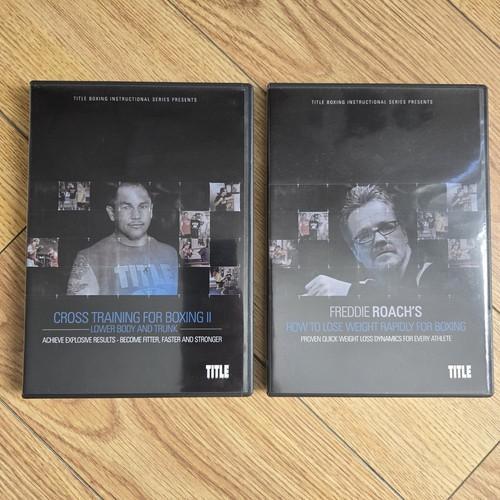 TITLE BOXING INSTRUCTIONAL SERIES PRESENTS
TITLE
CROSS TRAINING FOR BOXING II
LOWER BODY AND TRUNK
ACHIEVE EXPLOSIVE RESULTS - BECOME FITTER, FASTER AND STRONGER
TITLE
TITLE BOXING INSTRUCTIONAL SERIES PRESENTS
FREDDIE ROACH'S
HOW TO LOSE WEIGHT RAPIDLY FOR BOXING
PROVEN QUICK WEIGHT LOSS DYNAMICS FOR EVERY ATHLETE
TITLE